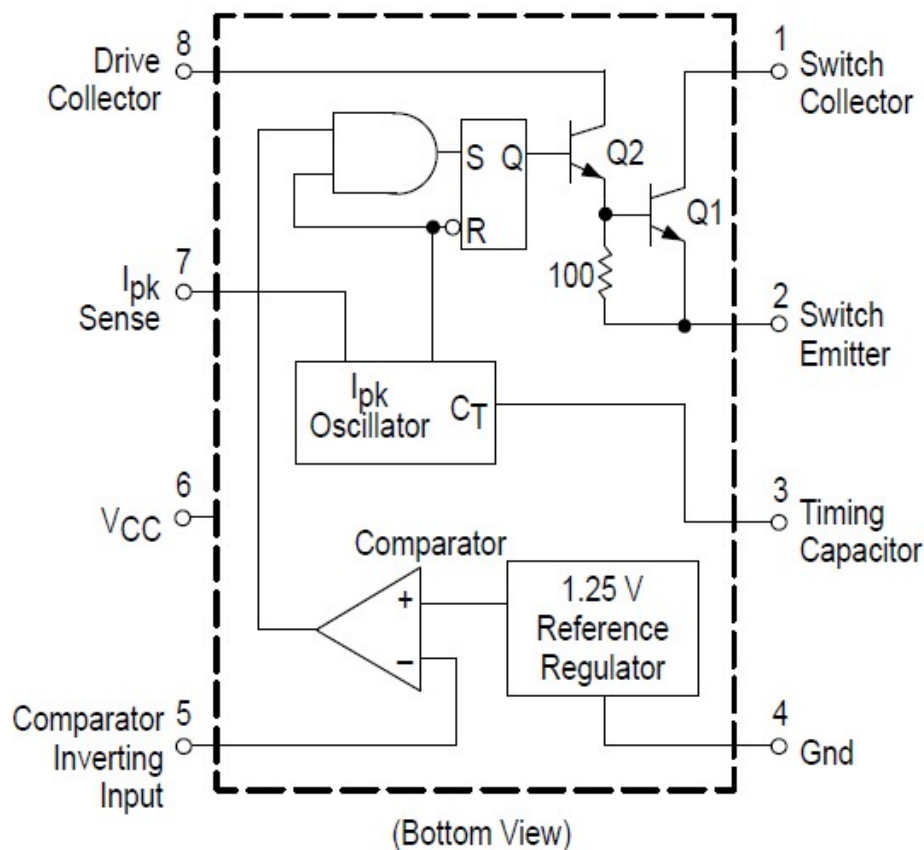 8
Drive
Collector
1
Switch
Collector
S Q
R
Q2
Q1
100
7
Ipk
Sense
2
Switch
Emitter
Ipk
Oscillator
CT
6
VCC
3
Timing
Capacitor
Comparator
+
−
1.25 V
Reference
Regulator
5
Comparator
Inverting
Input
4
Gnd
(Bottom View)